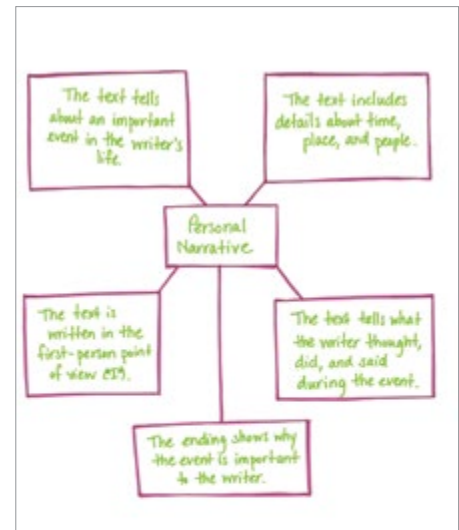 The text tells
about an important
event in the writer's
life.
The text includes
details about time,
place, and people.
Personal
Narrative
The text is
written in the
first-person point
of view (I).
The text tells what
the writer thought,
did, and said
during the event.
The ending shows why
the event is important
to the writer.